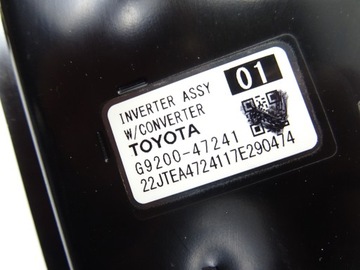 01
INVERTER ASSY
W/CONVERTER
TOYOTA
G9200-47241
22JTEA4724117E290474